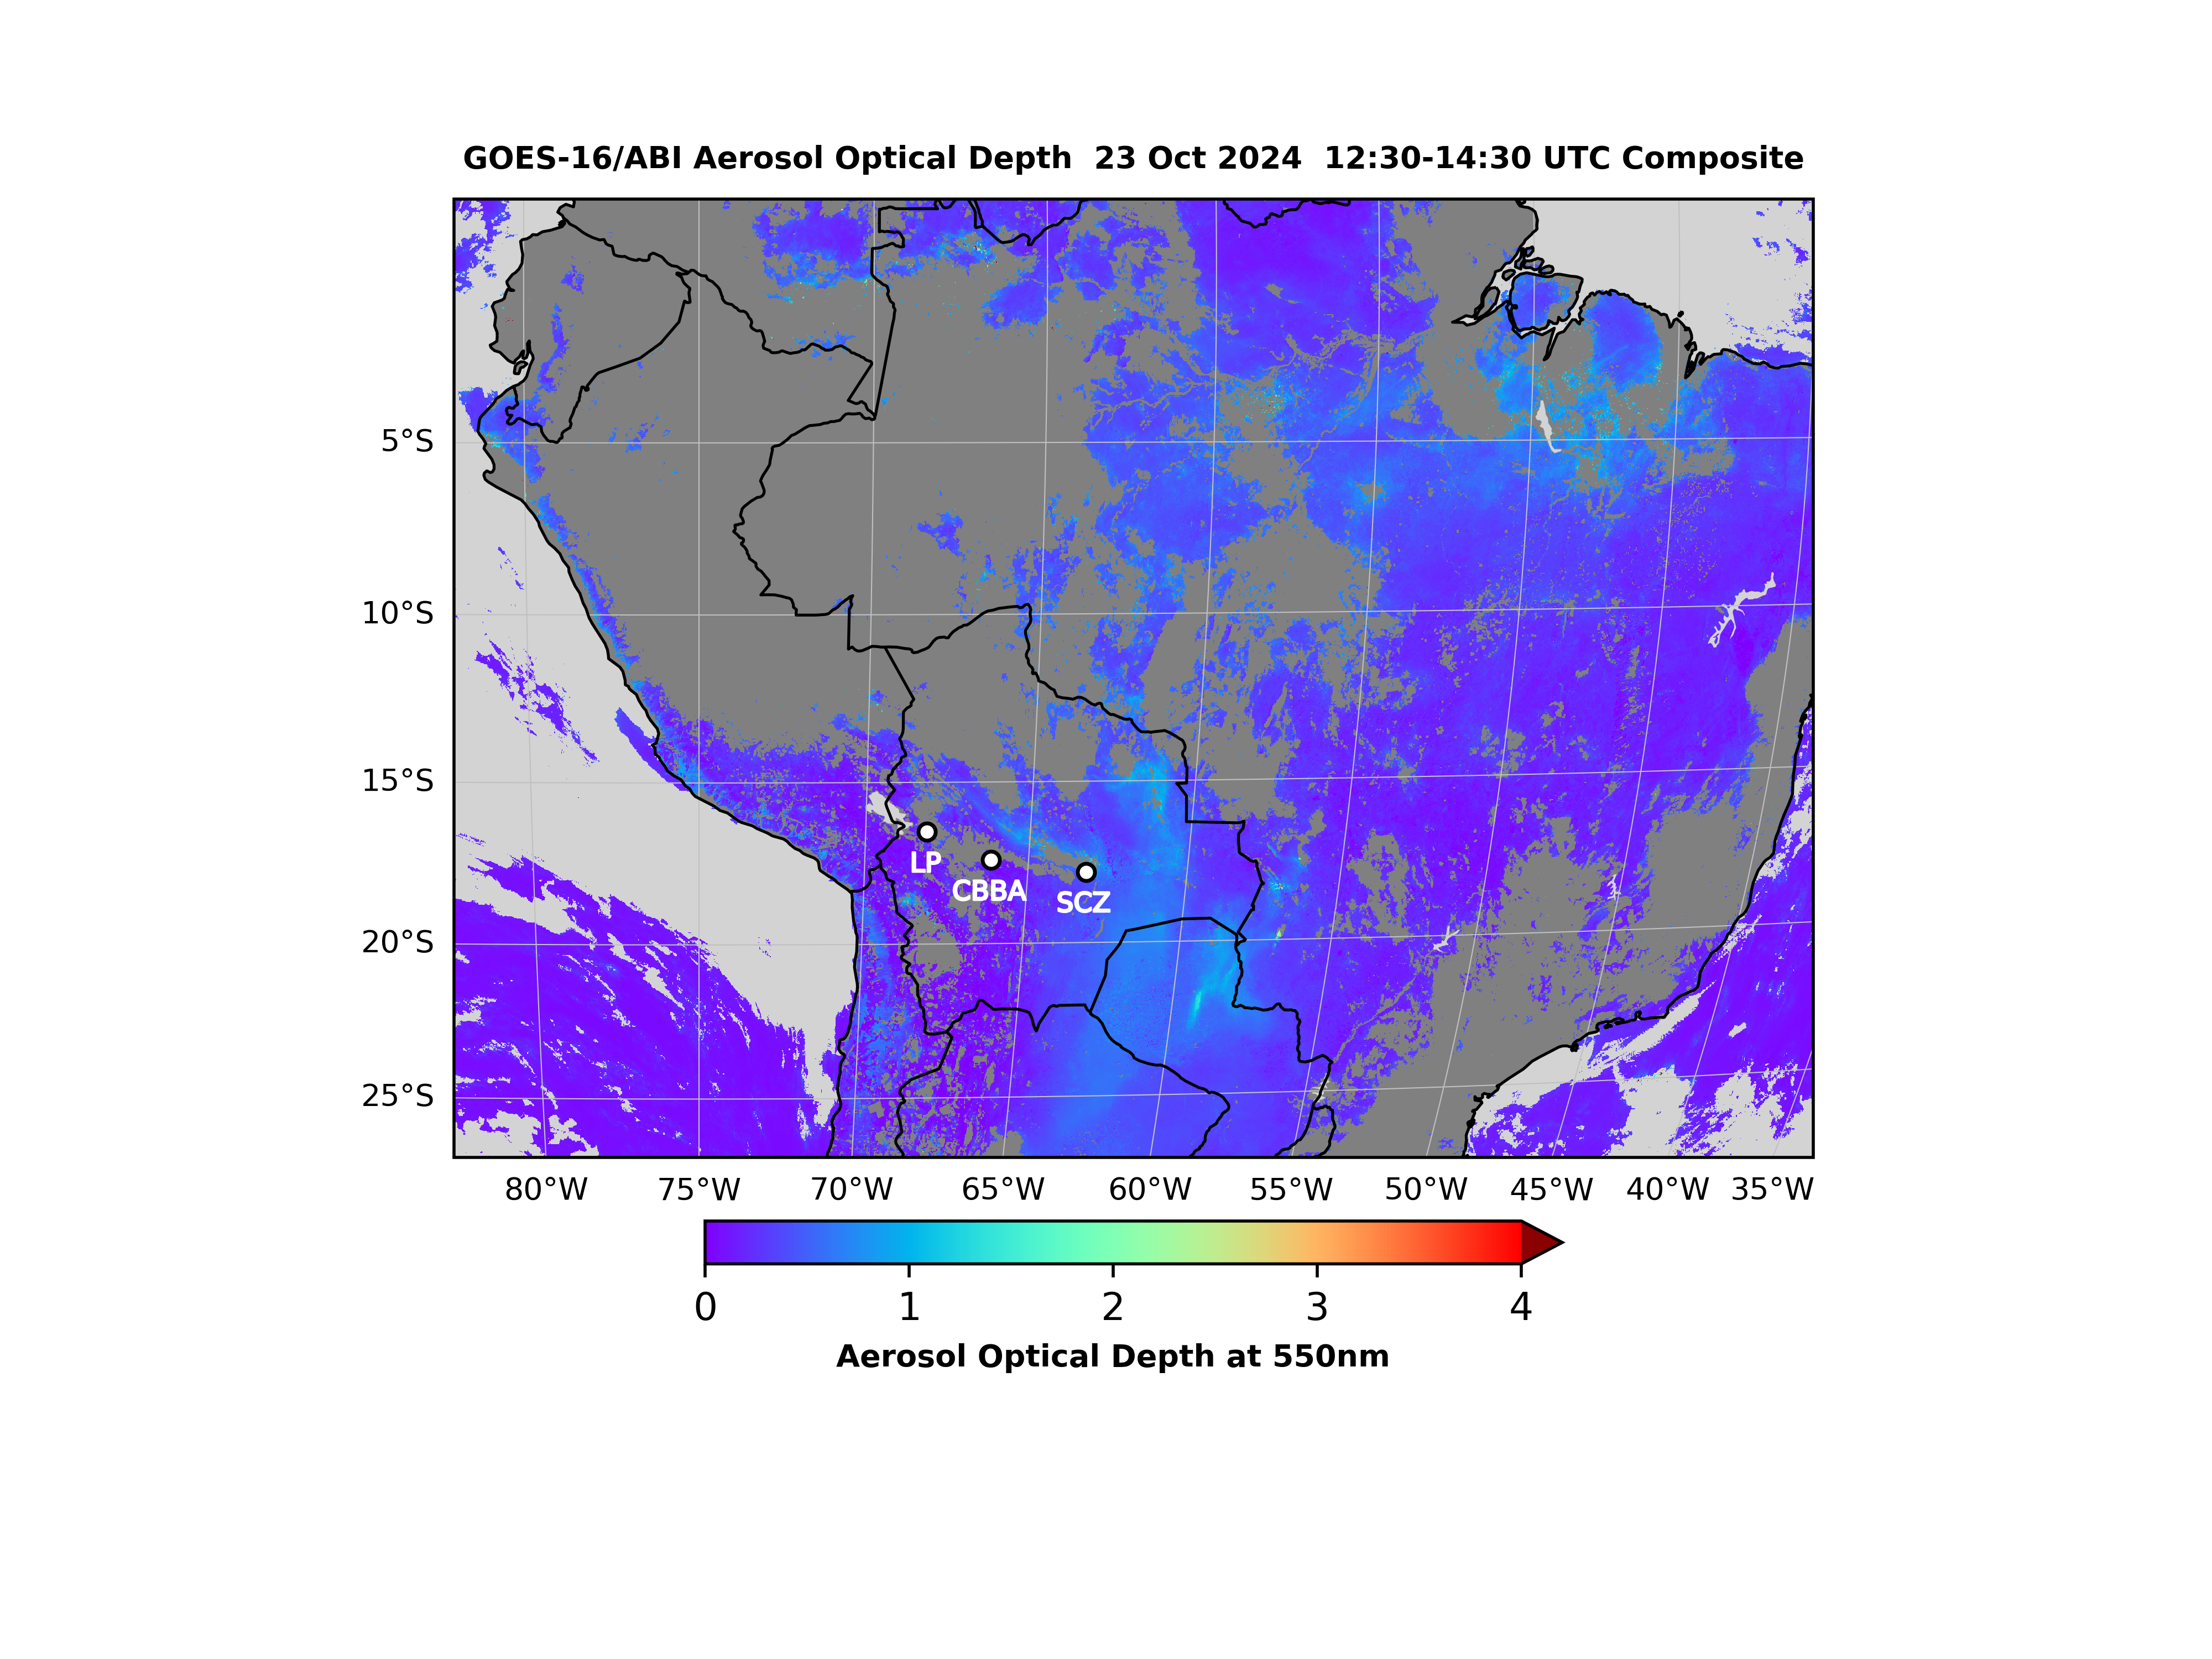 GOES-16/ABI Aerosol Optical Depth  23 Oct 2024  12:30-14:30 UTC Composite
5°S
10°S
15°S
LP
CBBA
SCZ
20°S
25°S
80°W 75°W 70°W 65°W 60°W 55°W 50°W 45°W 40°W 35°W
0 1 2 3 4
Aerosol Optical Depth at 550nm